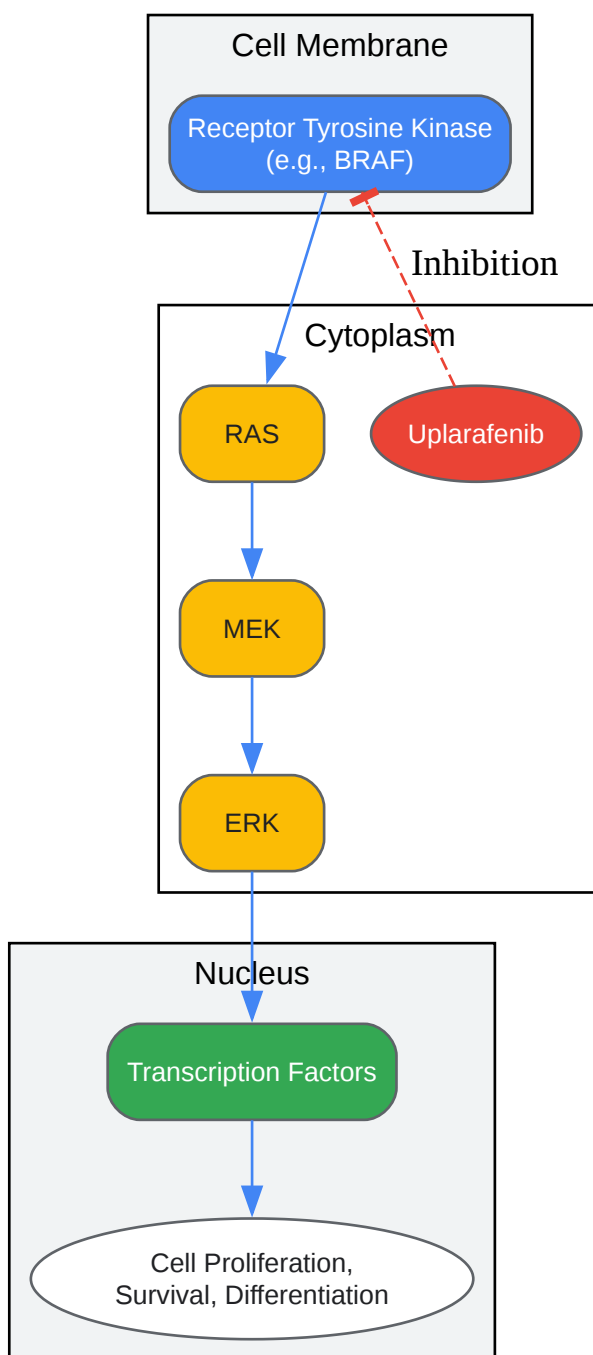 Cell Membrane
Receptor Tyrosine Kinase
(e.g., BRAF)
Inhibition
Cytoplasm
RAS
Uplarafenib
MEK
ERK
Nucleus
Transcription Factors
Cell Proliferation,
Survival, Differentiation